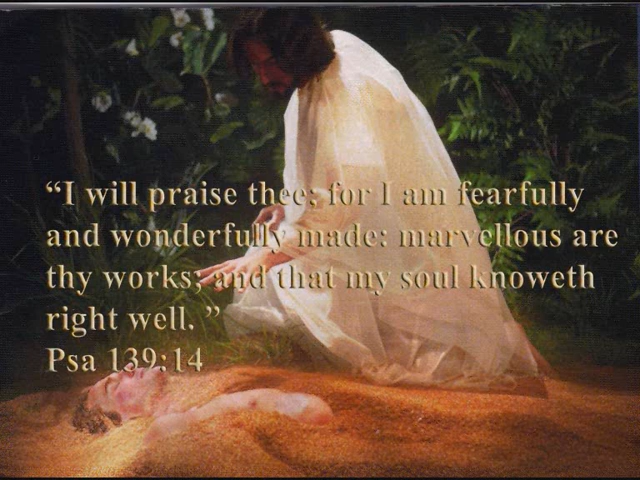 “I will praise thee; for I am fearfully
and wonderfully made: marvellous are
thy works; and that my soul knoweth
right well. ”
Psa 139:14